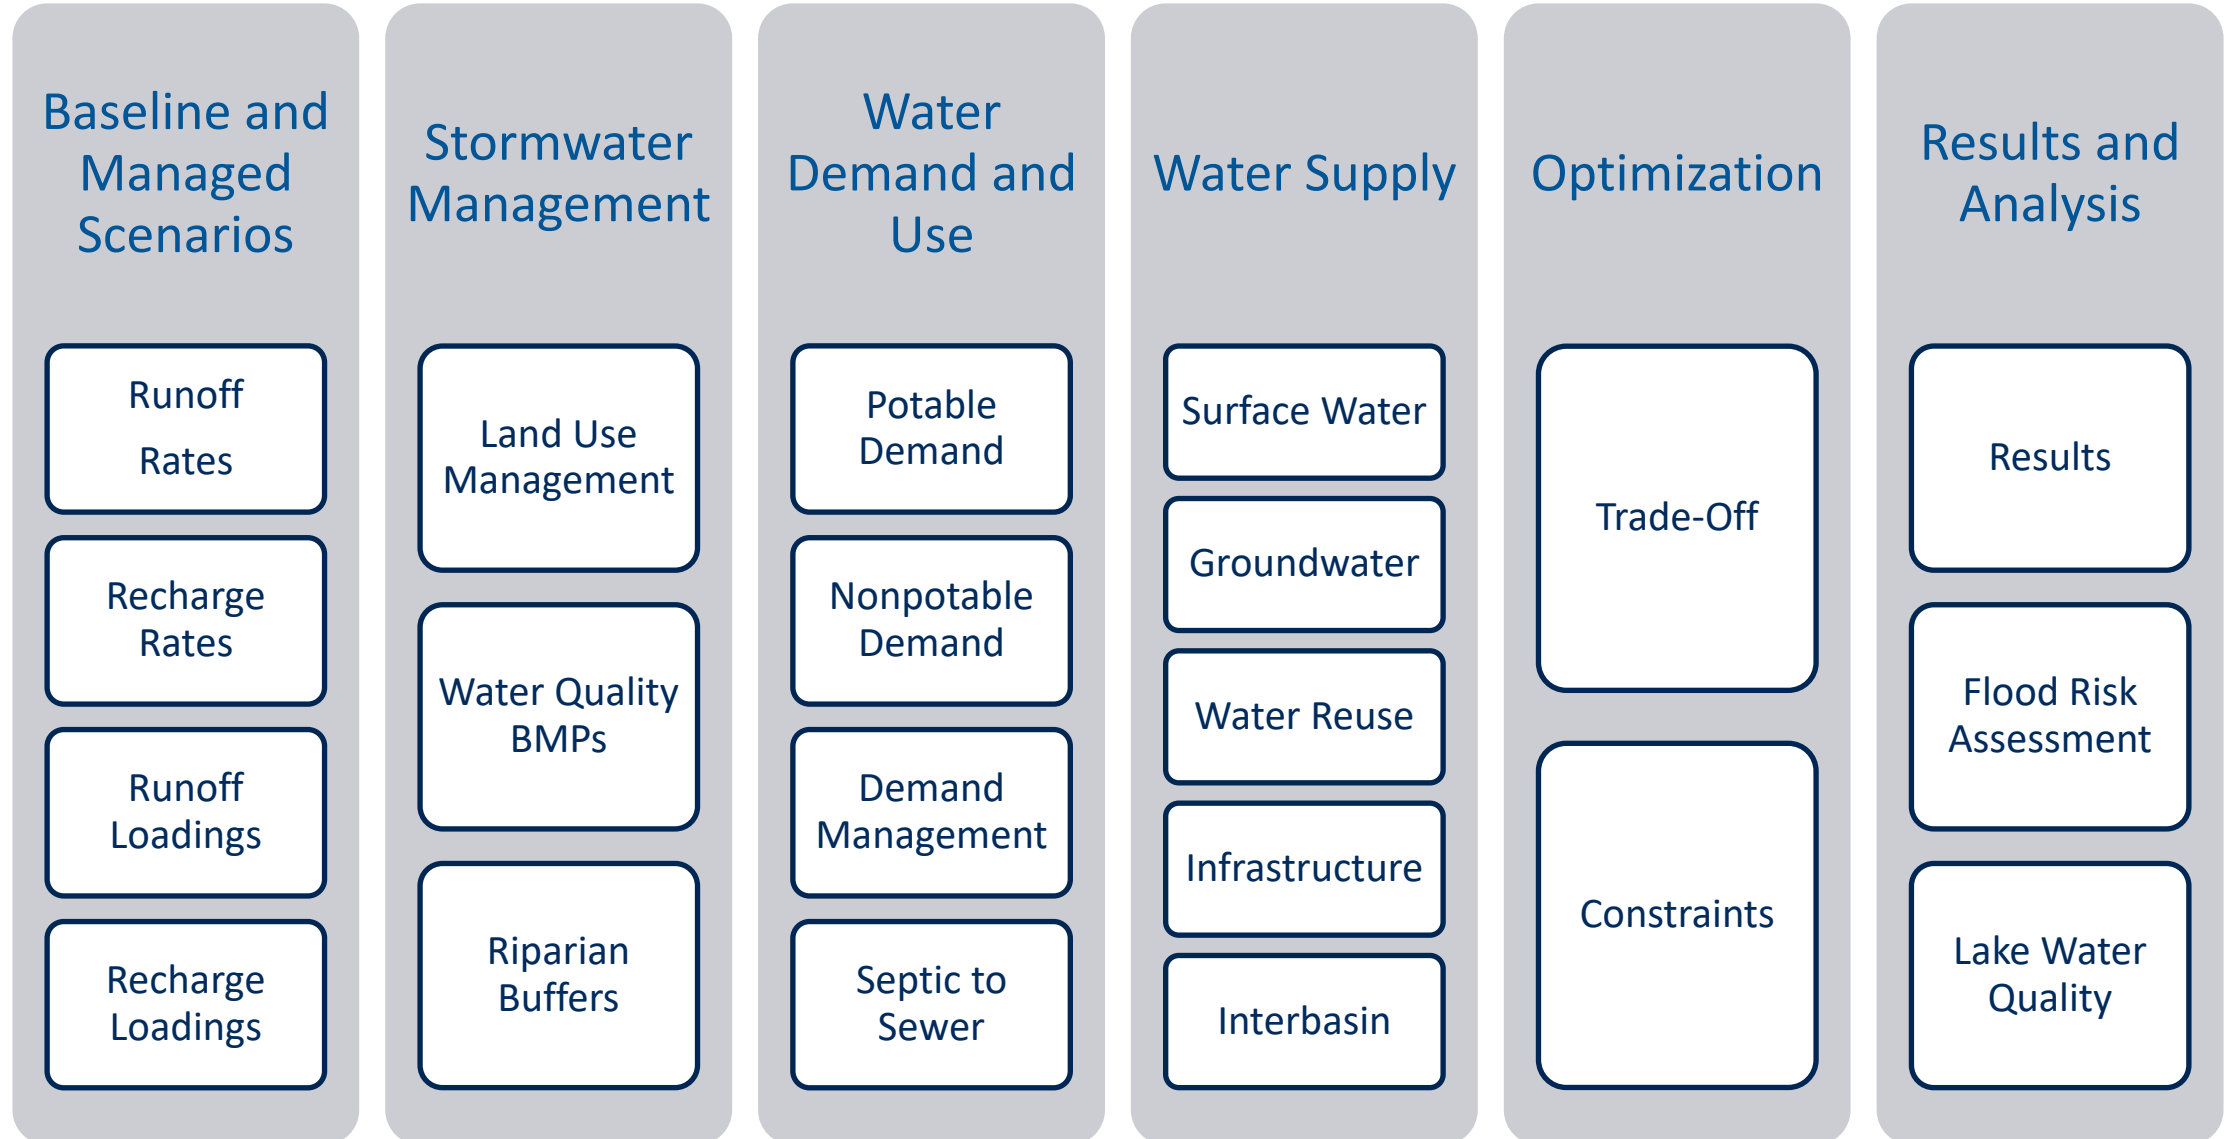 Baseline and
Managed
Scenarios
Runoff
Rates
Recharge
Rates
Runoff
Loadings
Recharge
Loadings
Stormwater
Management
Land Use
Management
Water Quality
BMPs
Riparian
Buffers
Water
Demand and
Use
Potable
Demand
Nonpotable
Demand
Demand
Management
Septic to
Sewer
Water Supply
Surface Water
Groundwater
Water Reuse
Infrastructure
Interbasin
Optimization
Trade-Off
Constraints
Results and
Analysis
Results
Flood Risk
Assessment
Lake Water
Quality